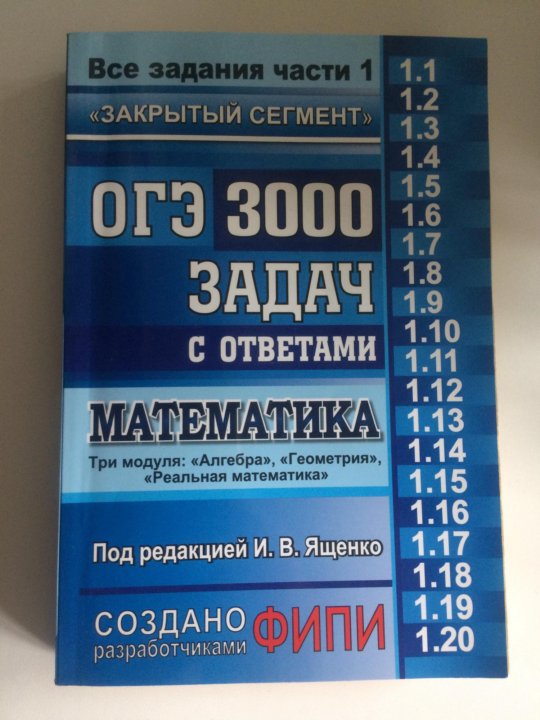 Все задания части 1
«ЗАКРЫТЫЙ СЕГМЕНТ»
ОГЭ 3000
ЗАДАЧ
С ОТВЕТАМИ
МАТЕМАТИКА
Три модуля: «Алгебра», «Геометрия»,
«Реальная математика»
Под редакцией И. В. Ященко
СОЗДАНО
разработчиками
ФИПИ
1.1
1.2
1.3
1.4
1.5
1.6
1.7
1.8
1.9
1.10
1.11
1.12
1.13
1.14
1.15
1.16
1.17
1.18
1.19
1.20